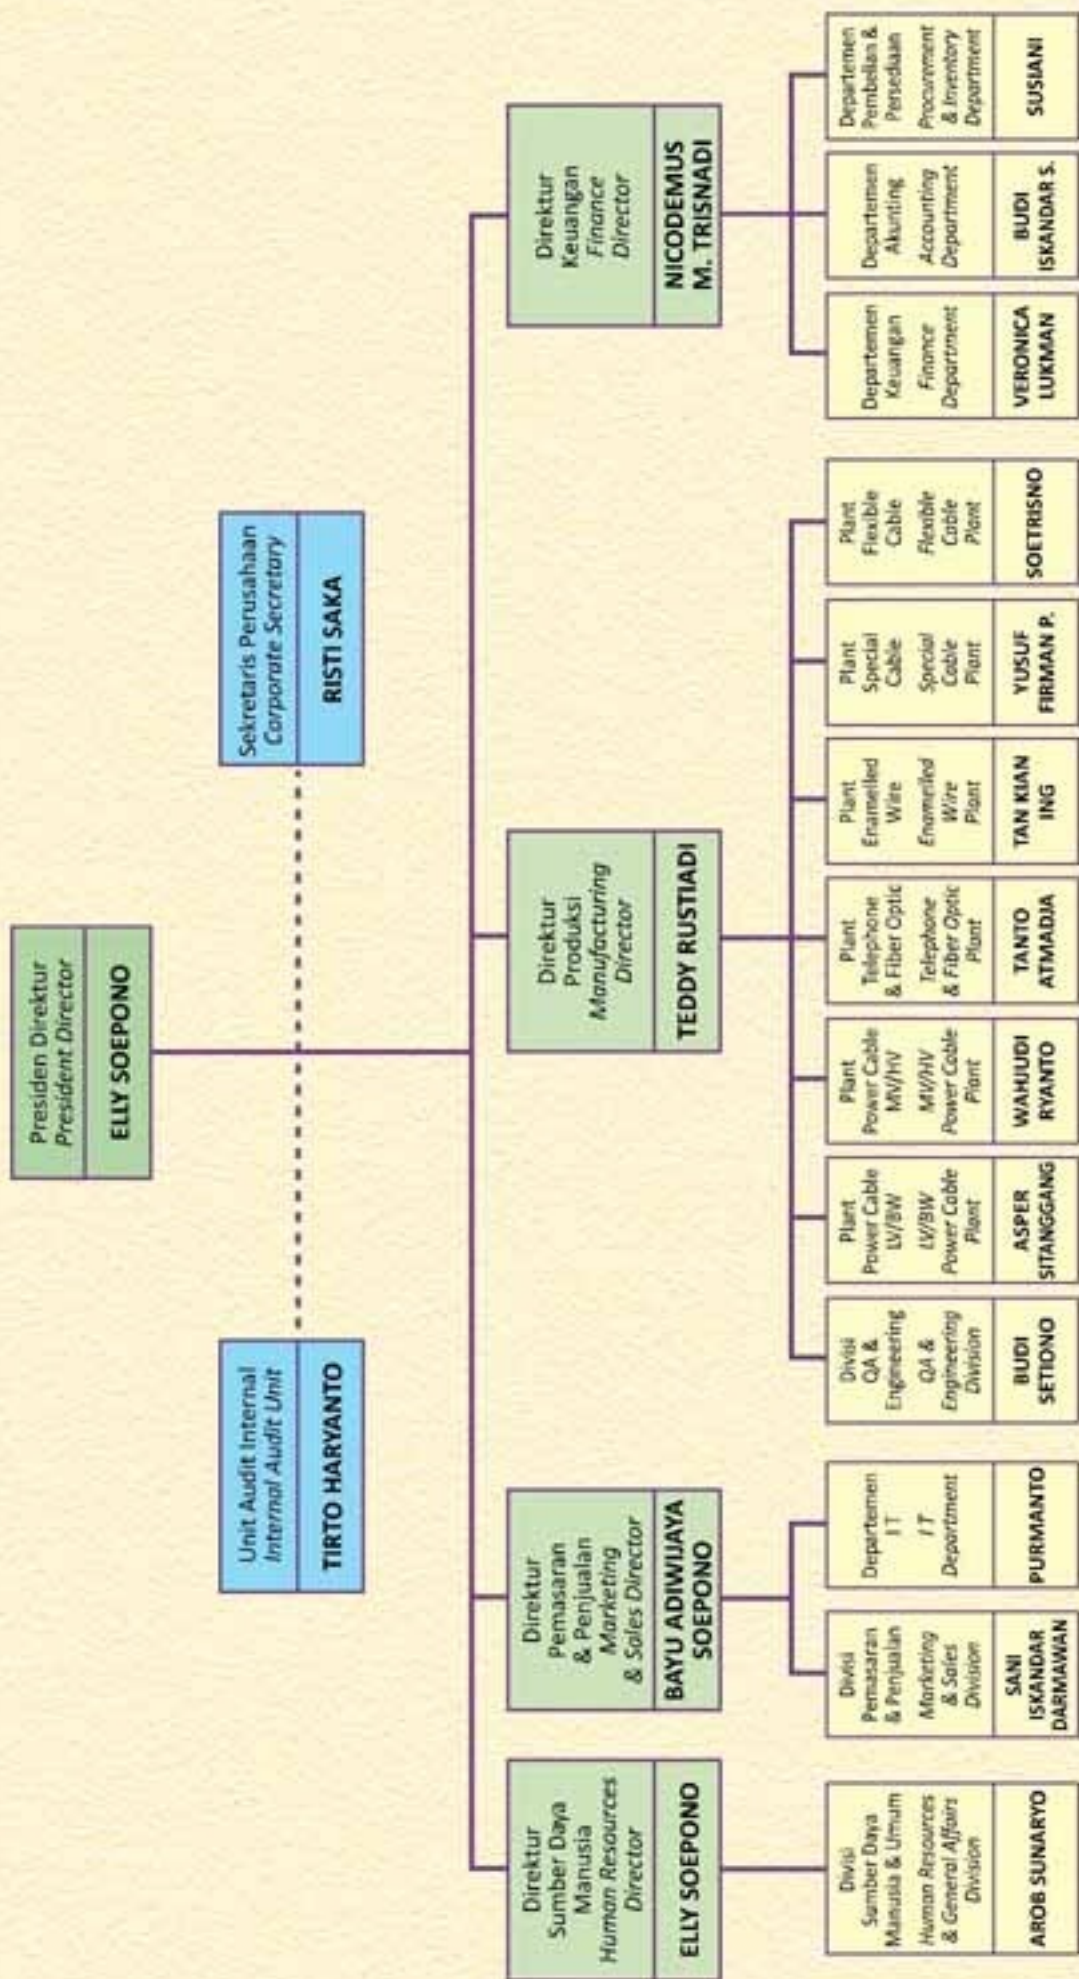 Presiden Direktur
President Director
ELLY SOEPONO
Unit Audit Internal
Internal Audit Unit
TIRTO HARYANTO
Sekretaris Perusahaan
Corporate Secretary
RISTI SAKA
Direktur
Sumber Daya
Manusia
Human Resources
Director
ELLY SOEPONO
Direktur
Pemasaran
& Penjualan
Marketing
& Sales Director
BAYU ADIWIJAYA
SOEPONO
Direktur
Produksi
Manufacturing
Director
TEDDY RUSTIADI
Direktur
Keuangan
Finance
Director
NICODEMUS
M. TRISNADI
Divisi
Sumber Daya
Manusia & Umum
Human Resources
& General Affairs
Division
AROB SUNARYO
Divisi
Pemasaran
& Penjualan
Marketing
& Sales
Division
SANI
ISKANDAR
DARMAWAN
Departemen
I T
I T
Department
PURMANTO
Divisi
QA &
Engineering
QA &
Engineering
Division
BUDI
SETIONO
Plant
Power Cable
LV/BW
LV/BW
Power Cable
Plant
ASPER
SITANGGANG
Plant
Power Cable
MV/HV
MV/HV
Power Cable
Plant
WAHJUDI
RYANTO
Plant
Telephone
& Fiber Optic
Telephone
& Fiber Optic
Plant
TANTO
ATMADJA
Plant
Enamelled
Wire
Enamelled
Wire
Plant
TAN KIAN
ING
Plant
Special
Cable
Special
Cable
Plant
YUSUF
FIRMAN P.
Plant
Flexible
Cable
Flexible
Cable
Plant
SOETRISNO
Departemen
Keuangan
Finance
Department
VERONICA
LUKMAN
Departemen
Akunting
Accounting
Department
BUDI
ISKANDAR S.
Departemen
Pembelian &
Persediaan
Procurement
& Inventory
Department
SUSIANI